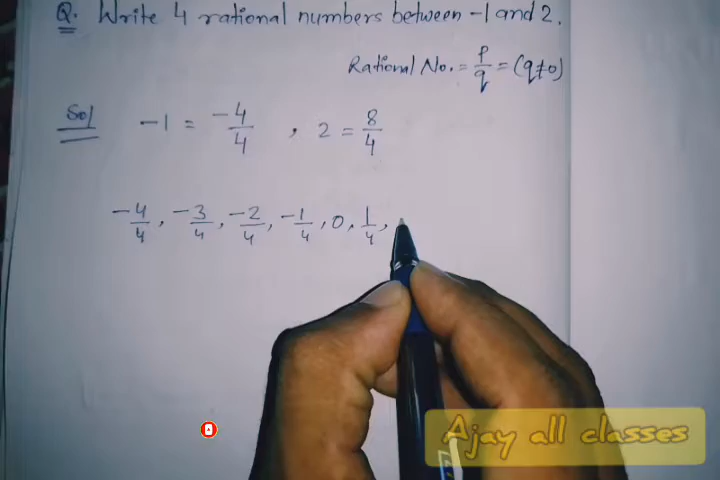 Q. Write 4 rational numbers between -1 and 2.
Rational No. = p/q = (q≠0)
Sol -1 = -4/4 , 2 = 8/4
-4/4, -3/4, -2/4, -1/4, 0, 1/4,
Ajay all classes